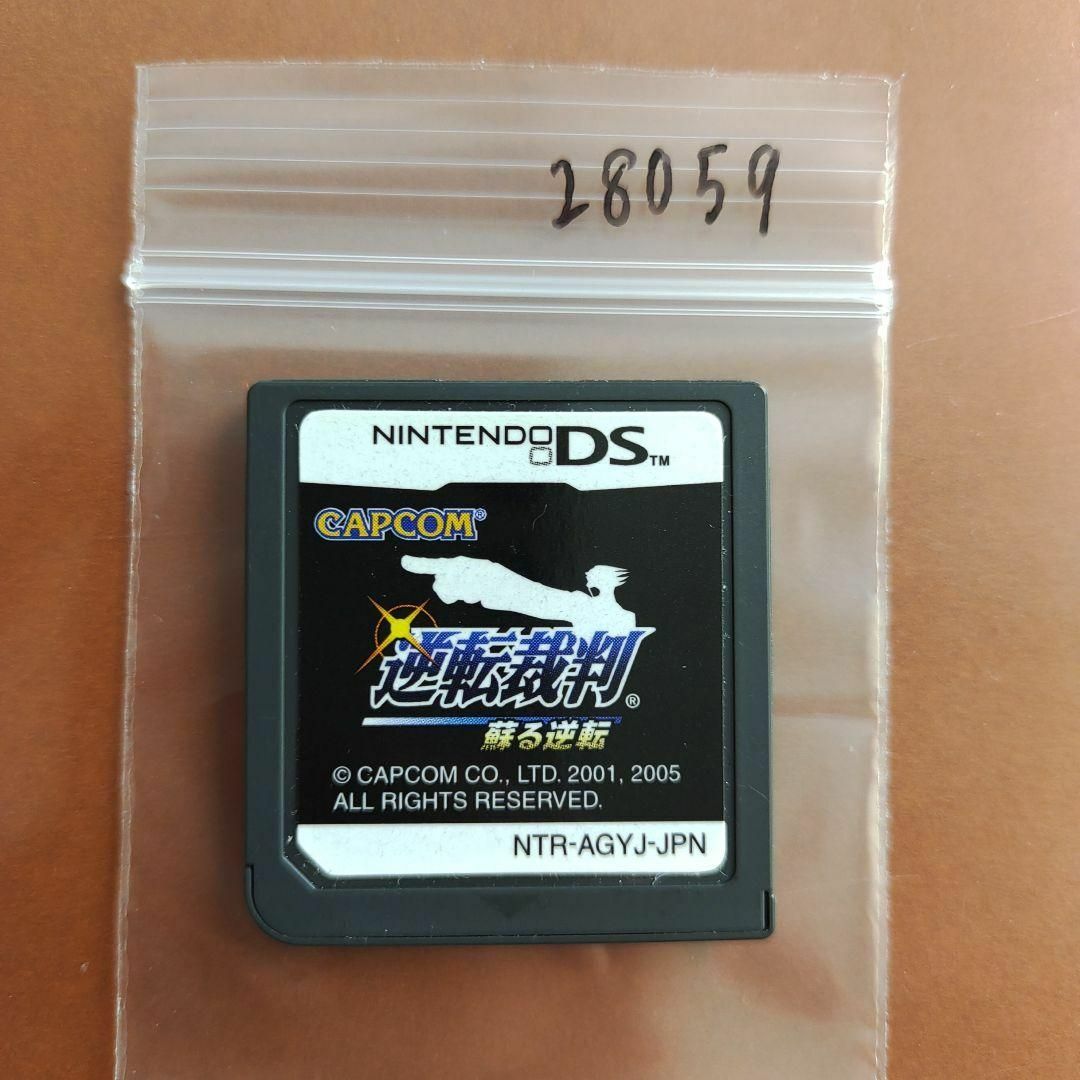 28059
NINTENDO DS™
CAPCOM®
逆転裁判®
蘇る逆転
© CAPCOM CO., LTD. 2001, 2005
ALL RIGHTS RESERVED.
NTR-AGYJ-JPN